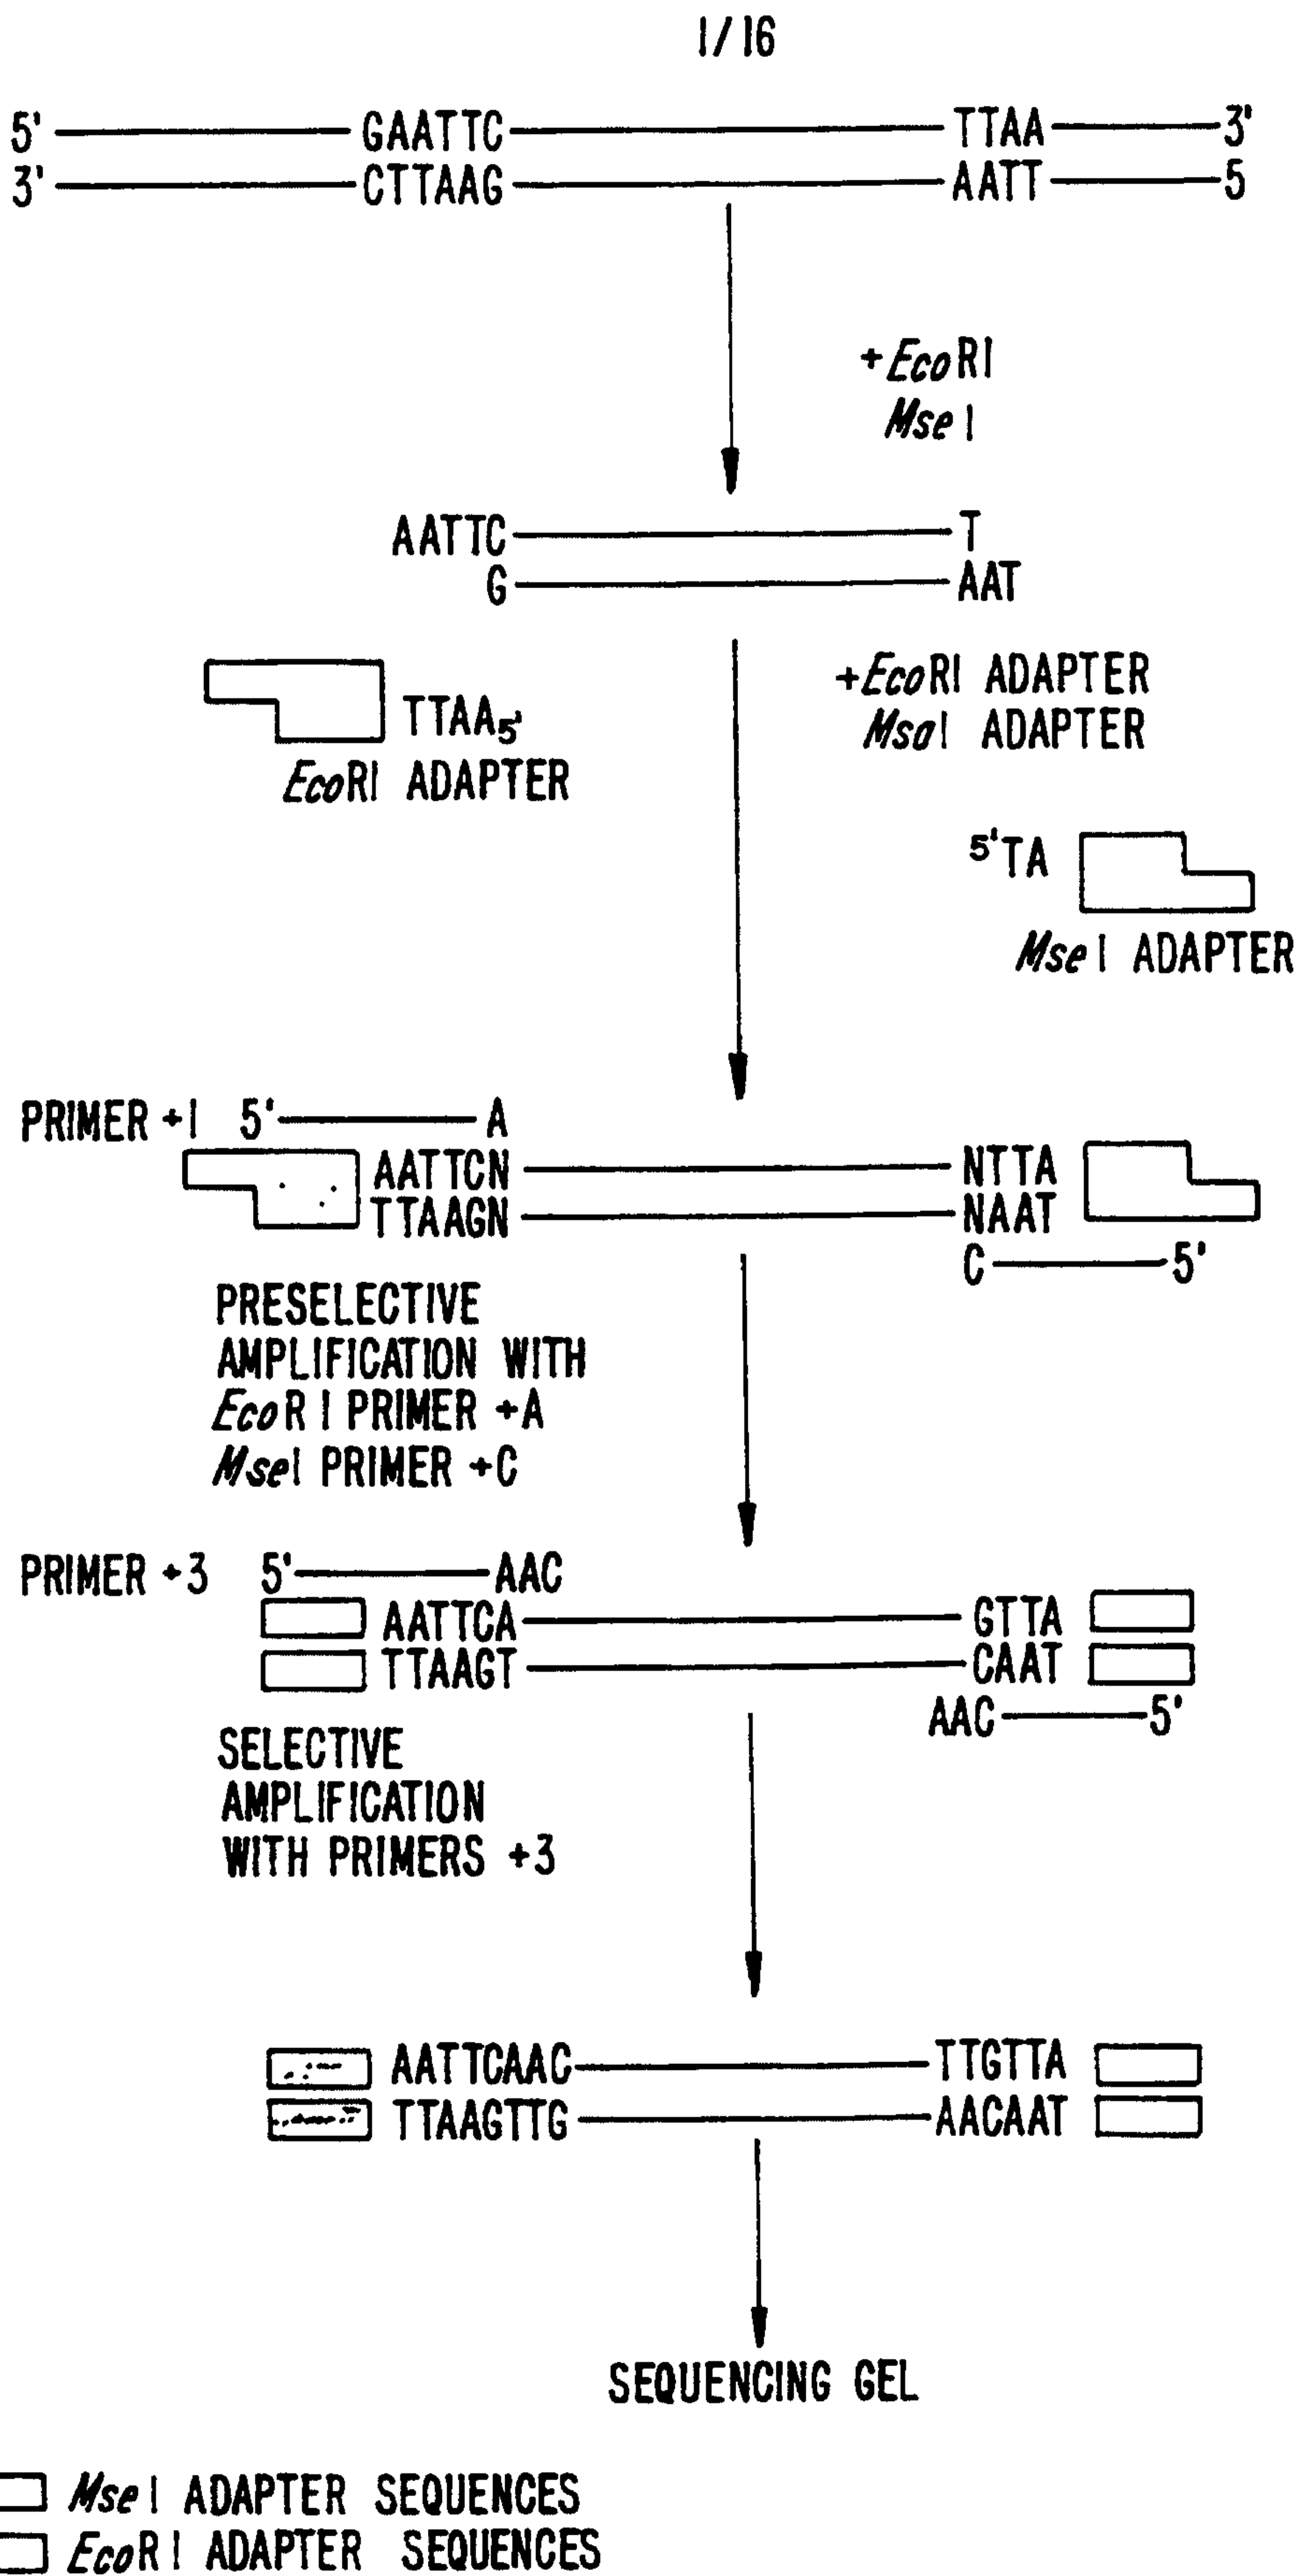 1/16
5' GAATTC TTAA 3'
3' CTTAAG AATT 5
+EcoRI
MseI
AATTC T
G AAT
+EcoRI ADAPTER
MsaI ADAPTER
TTAA5'
EcoRI ADAPTER
5'TA
MseI ADAPTER
PRIMER +1 5' A
AATTCN NTTA
TTAAGN NAAT
C 5'
PRESELECTIVE
AMPLIFICATION WITH
EcoRI PRIMER +A
MseI PRIMER +C
PRIMER +3 5' AAC
AATTCA GTTA
TTAAGT CAAT
AAC 5'
SELECTIVE
AMPLIFICATION
WITH PRIMERS +3
AATTCAAC TTGTTA
TTAAGTTG AACAAT
SEQUENCING GEL
MseI ADAPTER SEQUENCES
EcoRI ADAPTER SEQUENCES